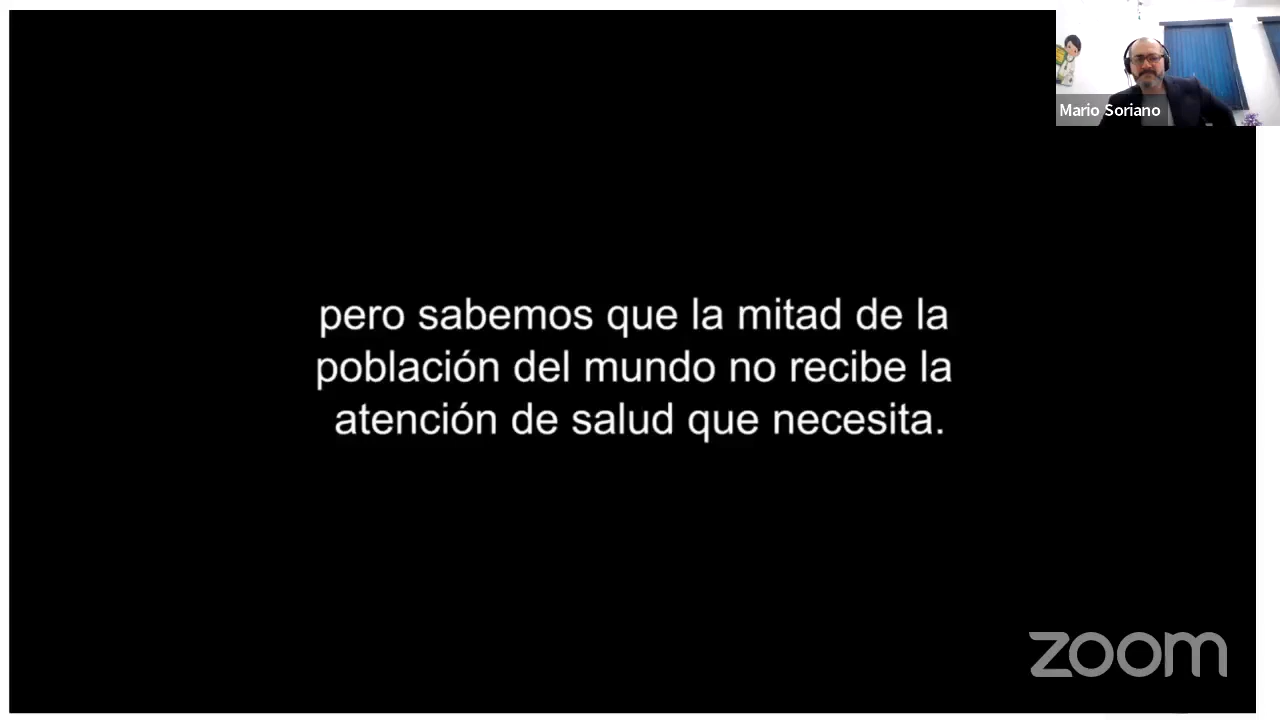 Mario Soriano
pero sabemos que la mitad de la
población del mundo no recibe la
atención de salud que necesita.
zoom